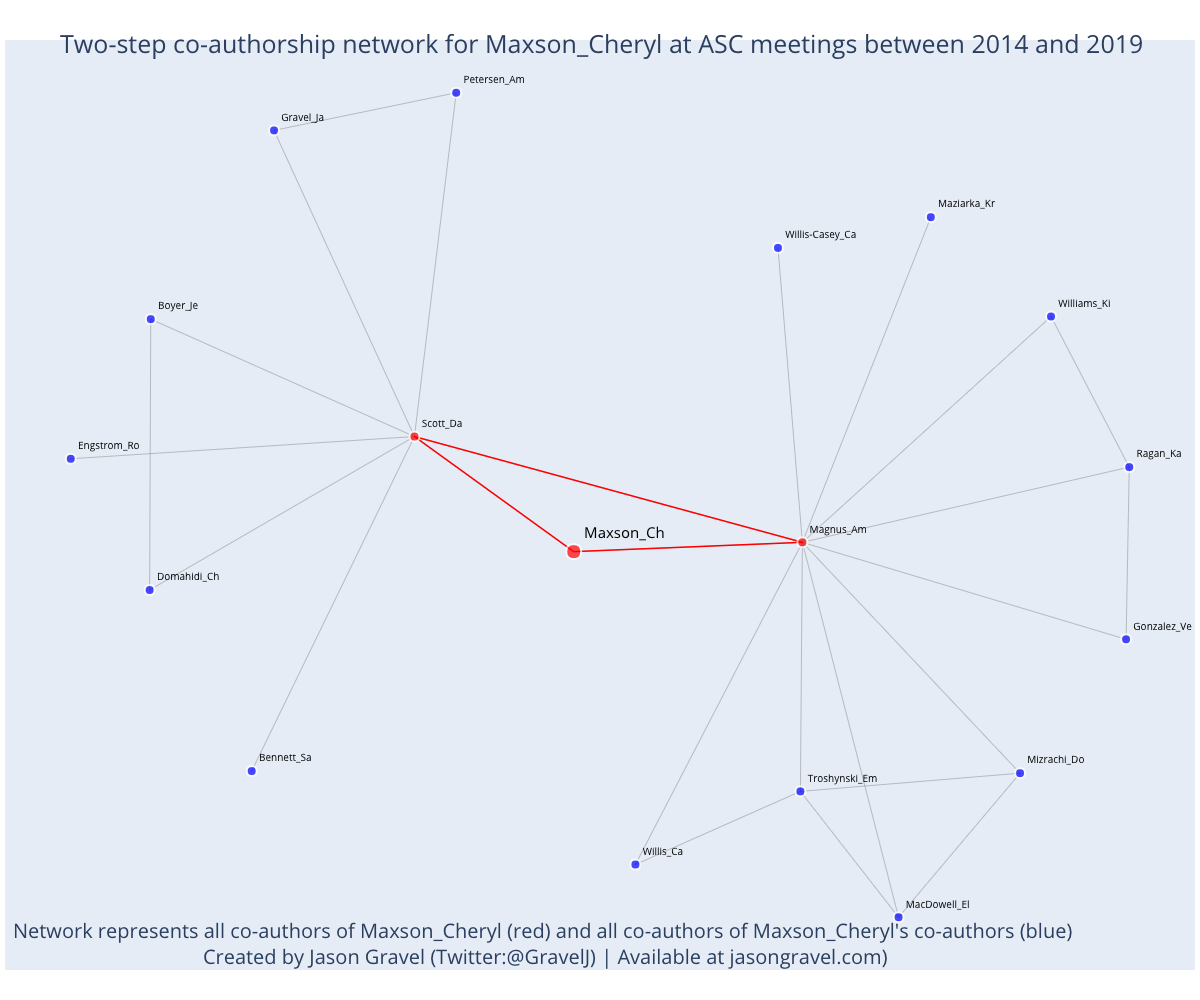 Two-step co-authorship network for Maxson_Cheryl at ASC meetings between 2014 and 2019
Petersen_Am
Gravel_Ja
Maziarka_Kr
Willis-Casey_Ca
Williams_Ki
Boyer_Je
Scott_Da
Engstrom_Ro
Ragan_Ka
Magnus_Am
Maxson_Ch
Domahidi_Ch
Gonzalez_Ve
Bennett_Sa
Mizrachi_Do
Troshynski_Em
Willis_Ca
MacDowell_El
Network represents all co-authors of Maxson_Cheryl (red) and all co-authors of Maxson_Cheryl's co-authors (blue)
Created by Jason Gravel (Twitter:@GravelJ) | Available at jasongravel.com)